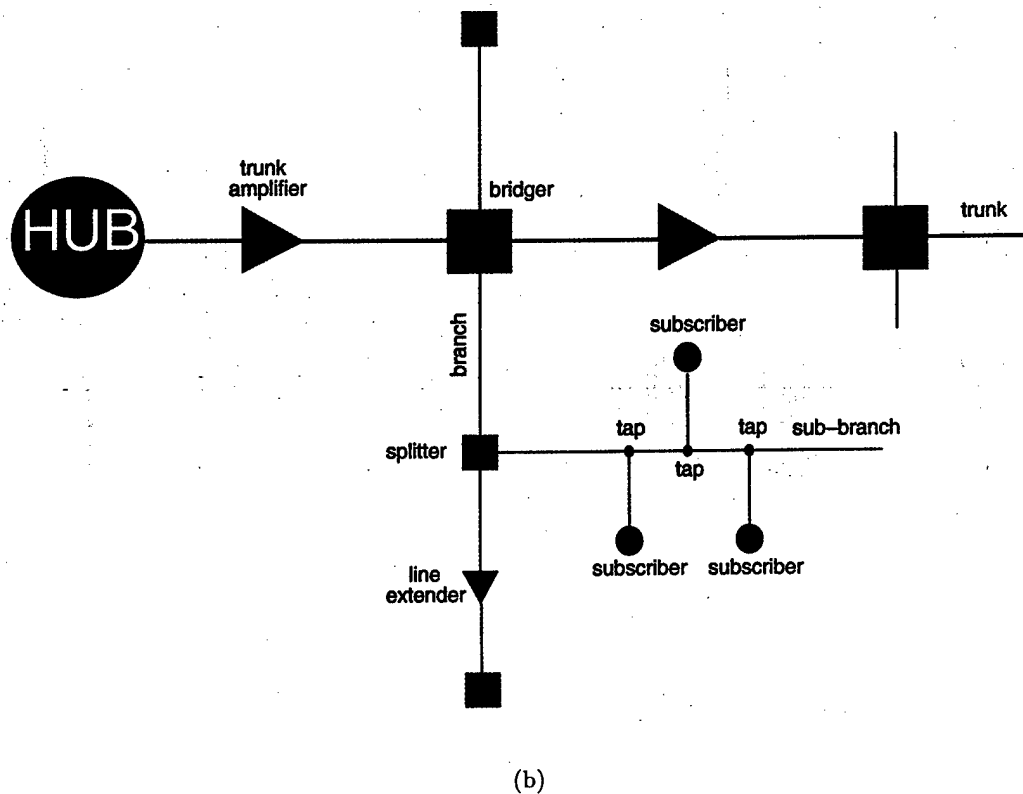 trunk
amplifier
HUB
bridger
trunk
branch
subscriber
splitter
tap
tap
sub–branch
tap
line
extender
subscriber
subscriber
(b)